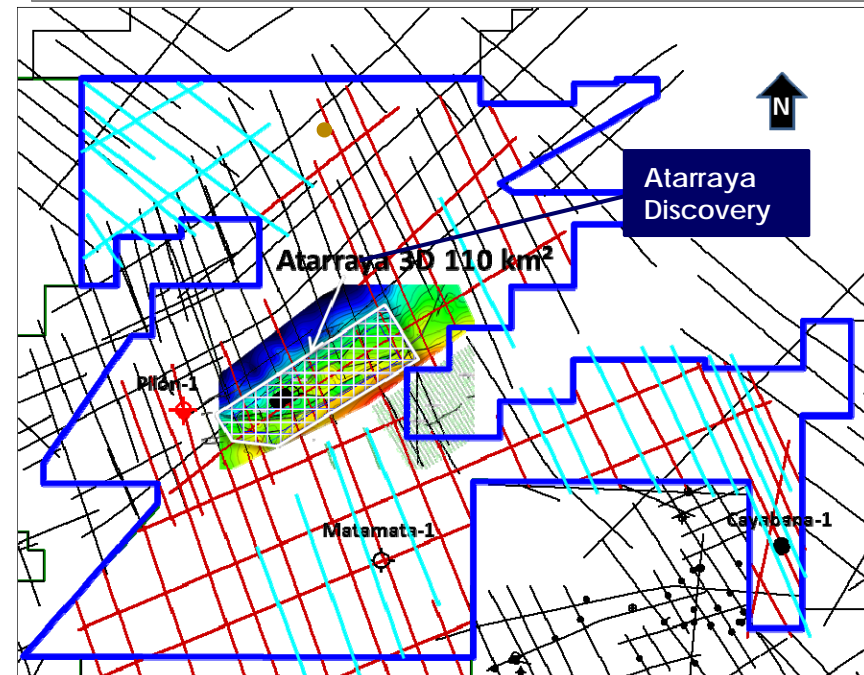 N
Atarraya
Discovery
Atarraya 3D 110 km²
Pilon-1
Matamata-1
Cayabana-1